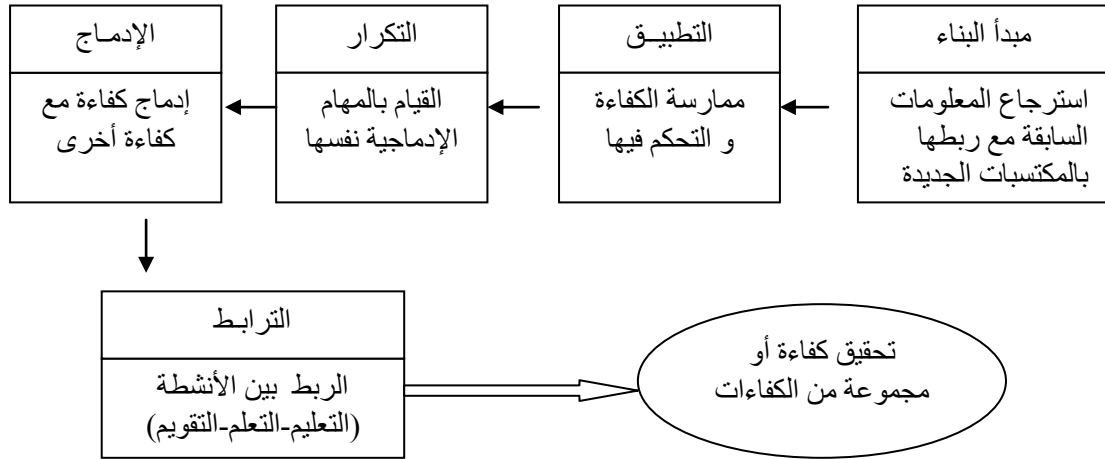 مبدأ البناء
استرجاع المعلومات
السابقة مع ربطها
بالمكتسبات الجديدة
التطبيــق
ممارسة الكفاءة
و التحكم فيها
التكرار
القيام بالمهام
الإدماجية نفسها
الإدمـاج
إدماج كفاءة مع
كفاءة أخرى
الترابـط
الربط بين الأنشطة
(التعليم-التعلم-التقويم)
تحقيق كفاءة أو
مجموعة من الكفاءات